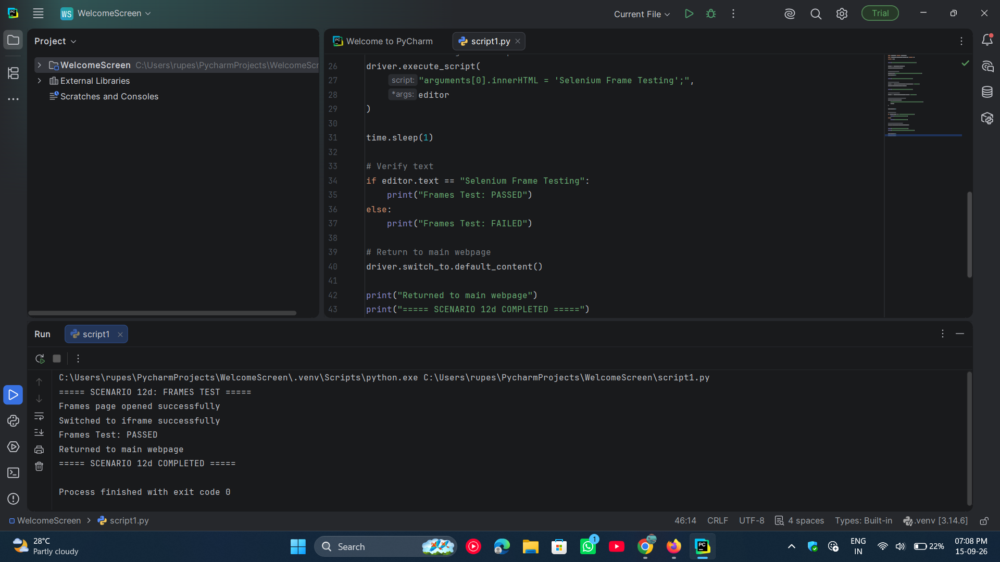 WS WelcomeScreen
Current File
Trial
Project
WelcomeScreen C:\Users\rupes\PycharmProjects\WelcomeScr
External Libraries
Scratches and Consoles
Welcome to PyCharm
script1.py
26 driver.execute_script(
27 script: "arguments[0].innerHTML = 'Selenium Frame Testing';",
28 *args: editor
29 )
30
31 time.sleep(1)
32
33 # Verify text
34 if editor.text == "Selenium Frame Testing":
35 print("Frames Test: PASSED")
36 else:
37 print("Frames Test: FAILED")
38
39 # Return to main webpage
40 driver.switch_to.default_content()
41
42 print("Returned to main webpage")
43 print("===== SCENARIO 12d COMPLETED =====")
Run script1
C:\Users\rupes\PycharmProjects\WelcomeScreen\.venv\Scripts\python.exe C:\Users\rupes\PycharmProjects\WelcomeScreen\script1.py
===== SCENARIO 12d: FRAMES TEST =====
Frames page opened successfully
Switched to iframe successfully
Frames Test: PASSED
Returned to main webpage
===== SCENARIO 12d COMPLETED =====
Process finished with exit code 0
WelcomeScreen > script1.py
46:14 CRLF UTF-8 4 spaces Types: Built-in .venv [3.14.6]
28°C
Partly cloudy
Search
1
ENG
IN
22%
07:08 PM
15-09-26